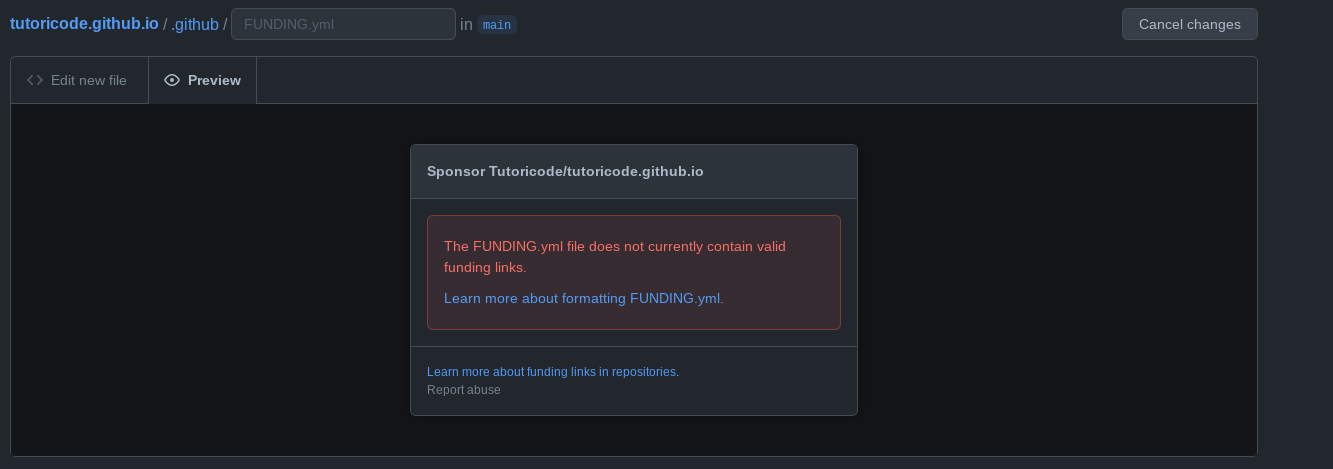 tutoricode.github.io / .github / FUNDING.yml in main Cancel changes
Edit new file Preview
Sponsor Tutoricode/tutoricode.github.io
The FUNDING.yml file does not currently contain valid
funding links.
Learn more about formatting FUNDING.yml.
Learn more about funding links in repositories.
Report abuse